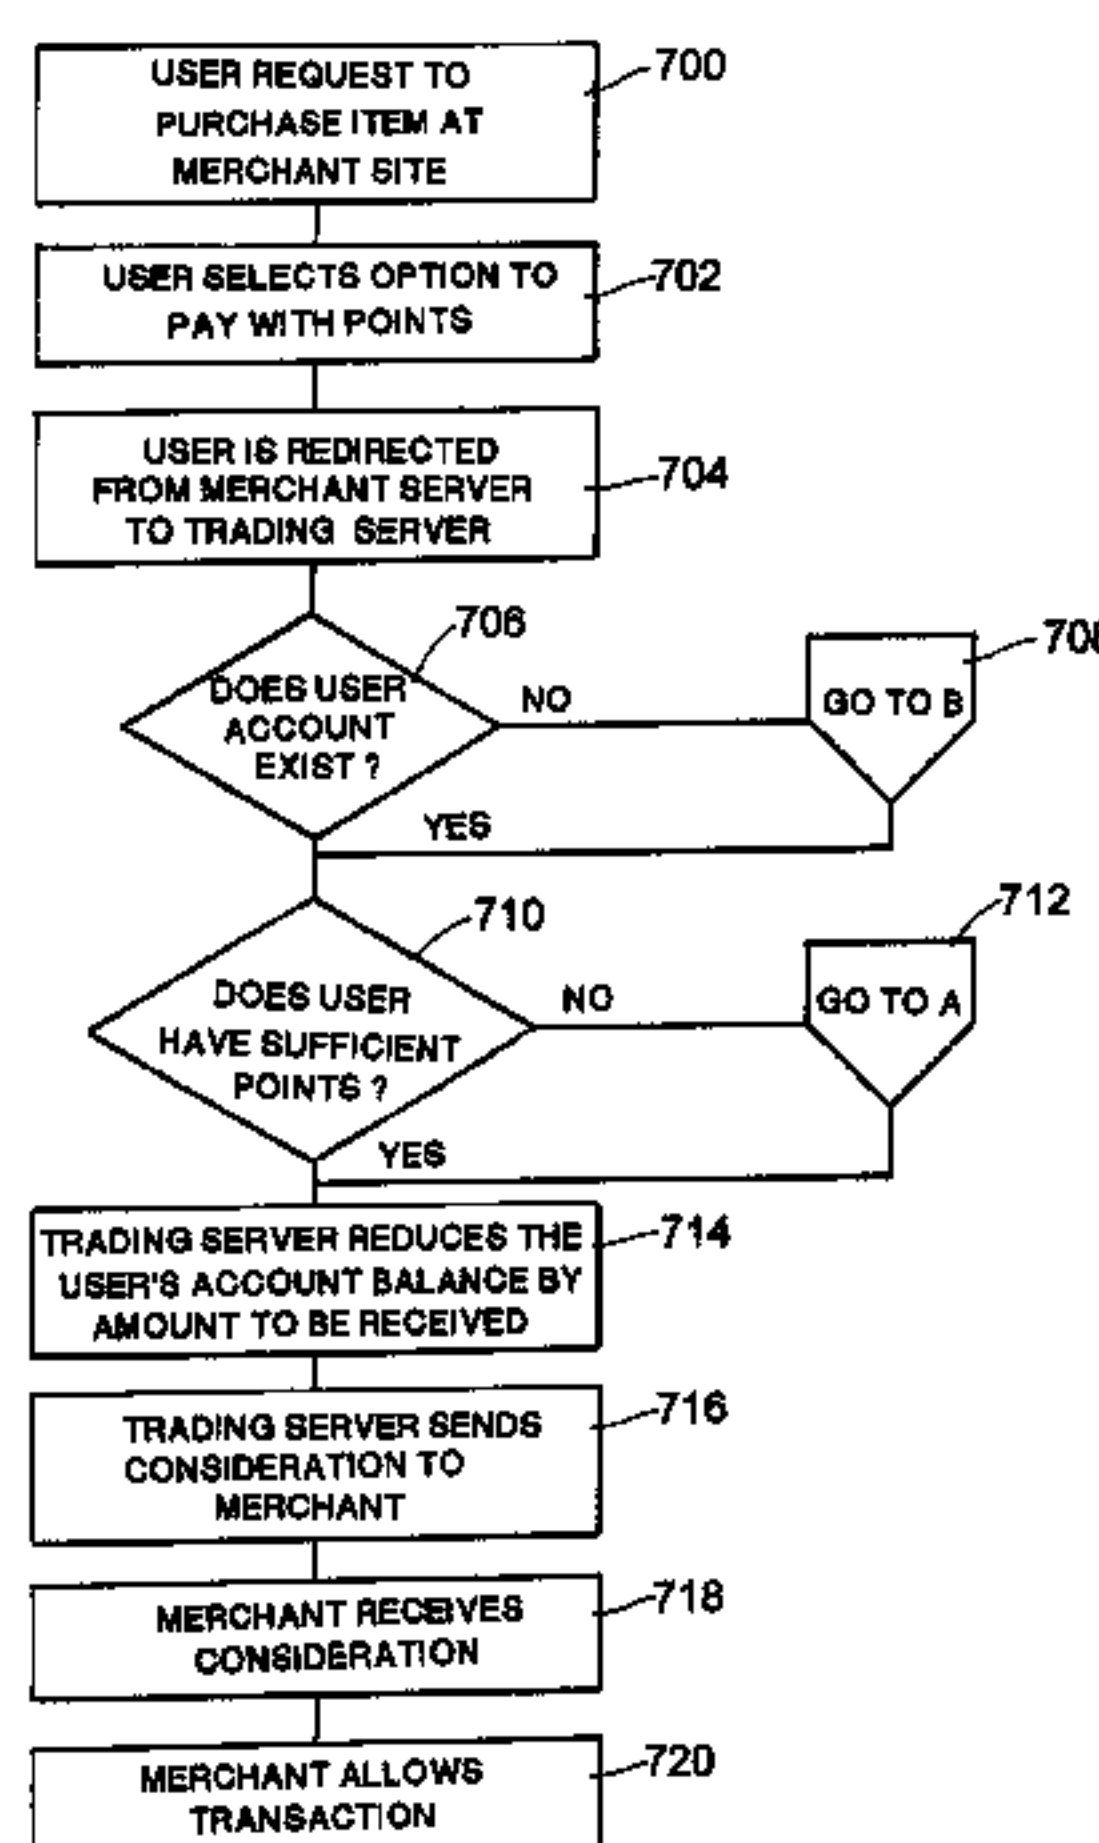 USER REQUEST TO
PURCHASE ITEM AT
MERCHANT SITE
700
USER SELECTS OPTION TO
PAY WITH POINTS
702
USER IS REDIRECTED
FROM MERCHANT SERVER
TO TRADING SERVER
704
706
DOES USER
ACCOUNT
EXIST ?
NO
GO TO B
YES
710
712
DOES USER
HAVE SUFFICIENT
POINTS ?
NO
GO TO A
YES
TRADING SERVER REDUCES THE
USER'S ACCOUNT BALANCE BY
AMOUNT TO BE RECEIVED
714
TRADING SERVER SENDS
CONSIDERATION TO
MERCHANT
716
MERCHANT RECEIVES
CONSIDERATION
718
MERCHANT ALLOWS
TRANSACTION
720